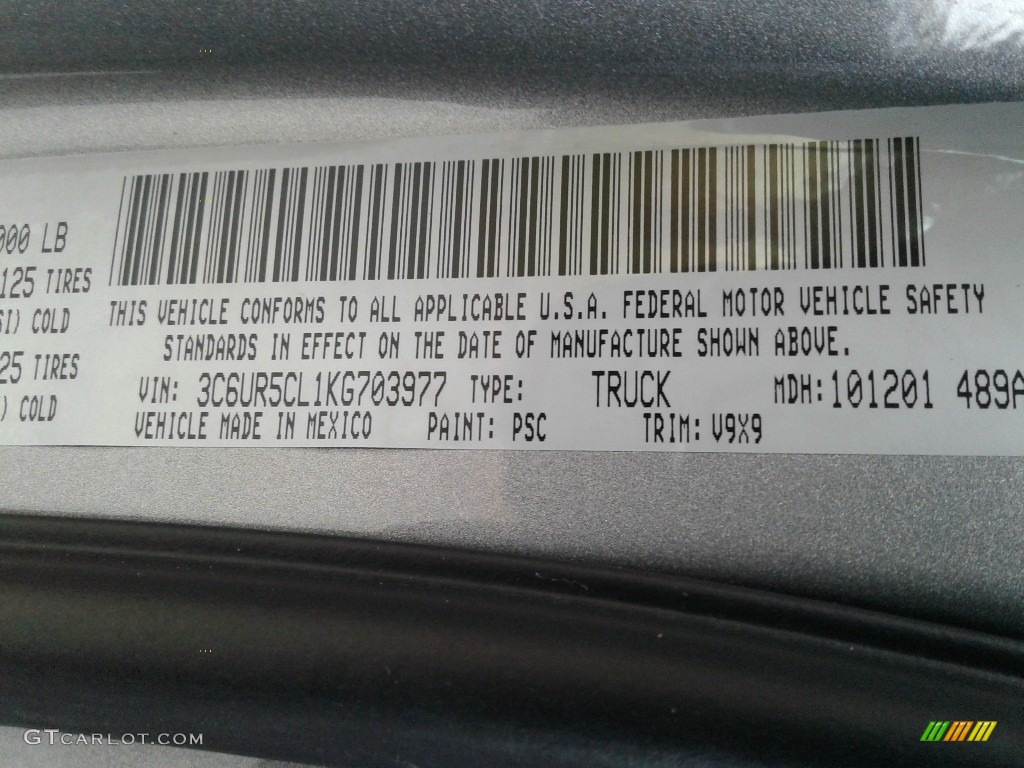 000 LB
125 TIRES
SI) COLD
25 TIRES
) COLD
THIS VEHICLE CONFORMS TO ALL APPLICABLE U.S.A. FEDERAL MOTOR VEHICLE SAFETY
STANDARDS IN EFFECT ON THE DATE OF MANUFACTURE SHOWN ABOVE.
VIN: 3C6UR5CL1KG703977 TYPE: TRUCK MDH:101201 489A
VEHICLE MADE IN MEXICO PAINT: PSC TRIM: V9X9
GTCARLOT.COM